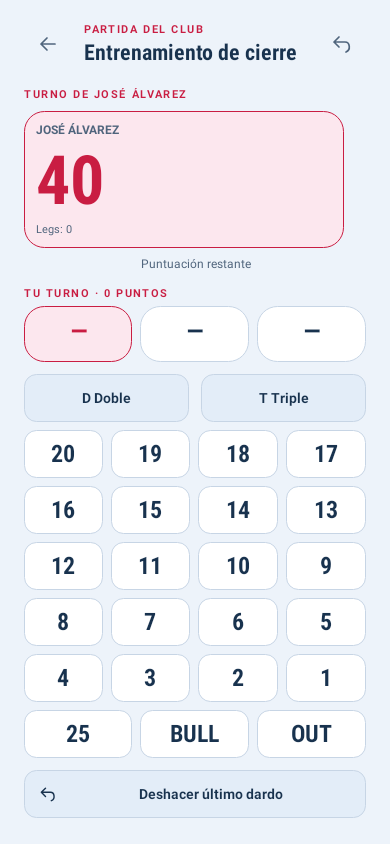 PARTIDA DEL CLUB
Entrenamiento de cierre
TURNO DE JOSÉ ÁLVAREZ
JOSÉ ÁLVAREZ
40
Legs: 0
Puntuación restante
TU TURNO · 0 PUNTOS
— — —
D Doble T Triple
20 19 18 17
16 15 14 13
12 11 10 9
8 7 6 5
4 3 2 1
25 BULL OUT
Deshacer último dardo